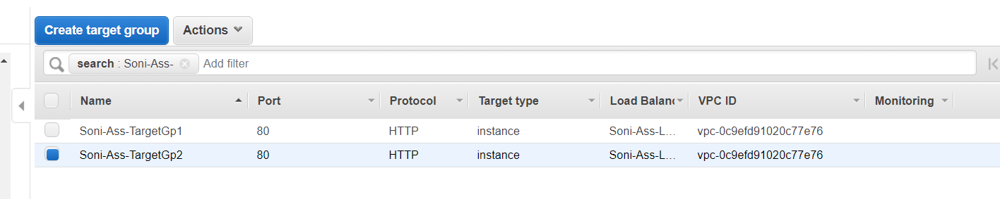 Create target group Actions
search : Soni-Ass- Add filter
Name Port Protocol Target type Load Balanc VPC ID Monitoring
Soni-Ass-TargetGp1 80 HTTP instance Soni-Ass-L... vpc-0c9efd91020c77e76
Soni-Ass-TargetGp2 80 HTTP instance Soni-Ass-L... vpc-0c9efd91020c77e76